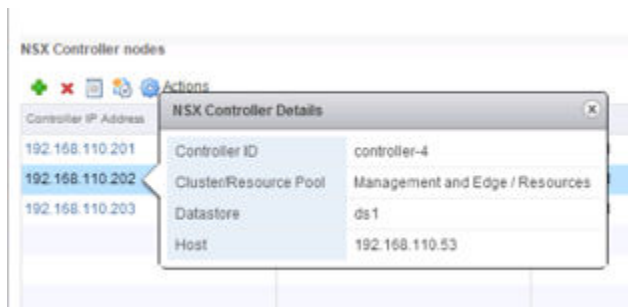 NSX Controller nodes
Actions
Controller IP Address
NSX Controller Details
192.168.110.201
Controller ID controller-4
192.168.110.202
Cluster/Resource Pool Management and Edge / Resources
192.168.110.203
Datastore ds1
Host 192.168.110.53